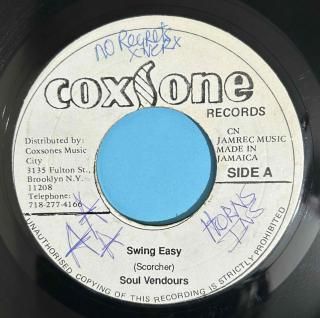 NO Regrets
coxsone
RECORDS
Distributed by:
Coxsones Music
City
3135 Fulton St.,
Brooklyn N.Y.
11208
Telephone:
718-277-4166
CN
JAMREC MUSIC
MADE IN
JAMAICA
SIDE A
HORNS
INS
Swing Easy
(Scorcher)
Soul Vendours
UNAUTHORISED COPYING OF THIS RECORDING IS STRICTLY PROHIBITED